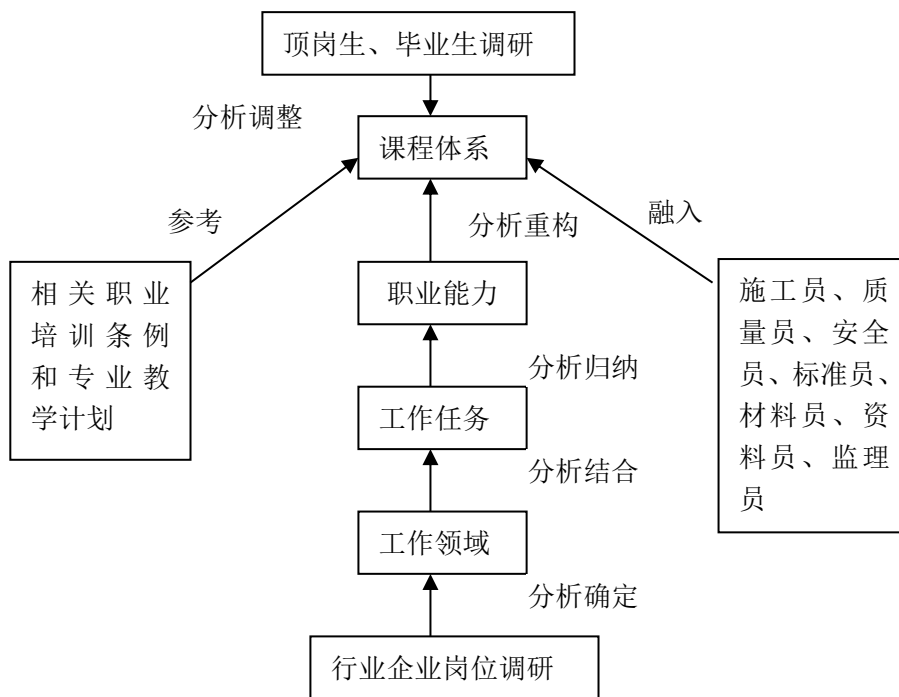 顶岗生、毕业生调研
分析调整
课程体系
参考
融入
分析重构
相关职业
培训条例
和专业教
学计划
职业能力
施工员、质
量员、安全
员、标准员、
材料员、资
料员、监理
员
分析归纳
工作任务
分析结合
工作领域
分析确定
行业企业岗位调研